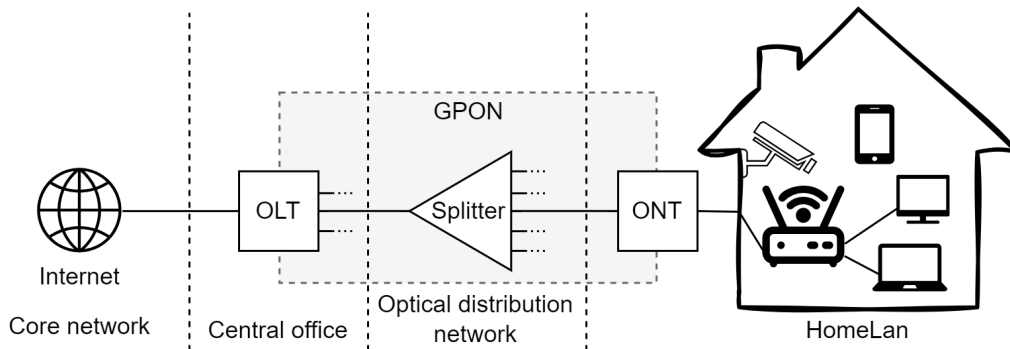 GPON
OLT
Splitter
ONT
Internet
Core network
Central office
Optical distribution
network
HomeLan